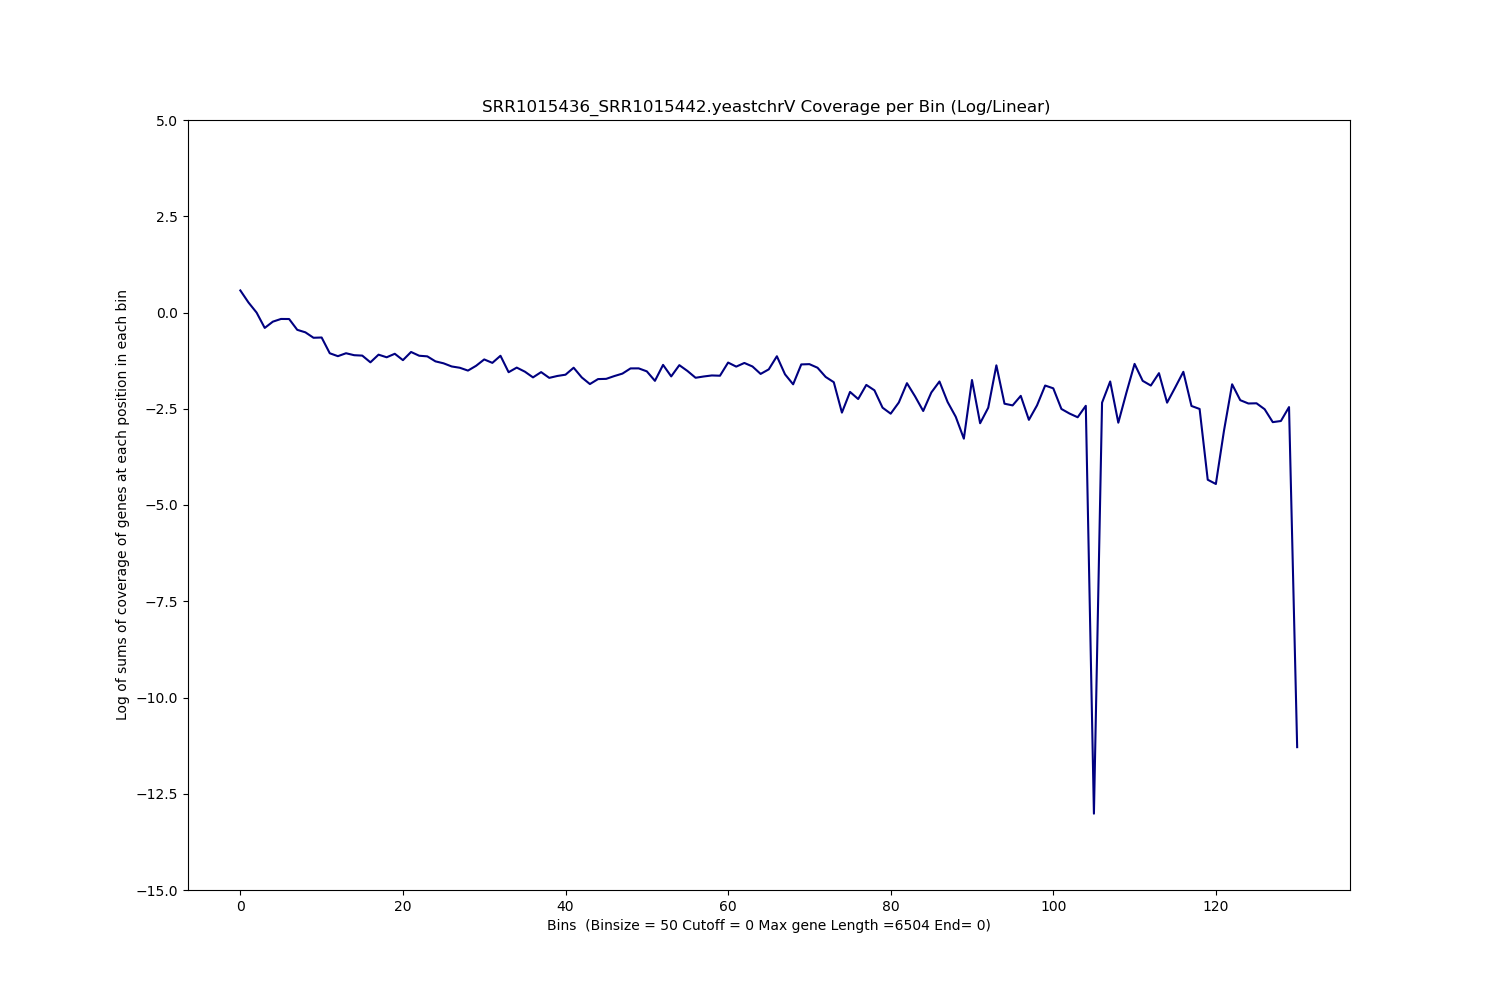 SRR1015436_SRR1015442.yeastchrV Coverage per Bin (Log/Linear)
5.0
2.5
0.0
−2.5
−5.0
−7.5
−10.0
−12.5
−15.0
Log of sums of coverage of genes at each position in each bin
0 20 40 60 80 100 120
Bins  (Binsize = 50 Cutoff = 0 Max gene Length =6504 End= 0)